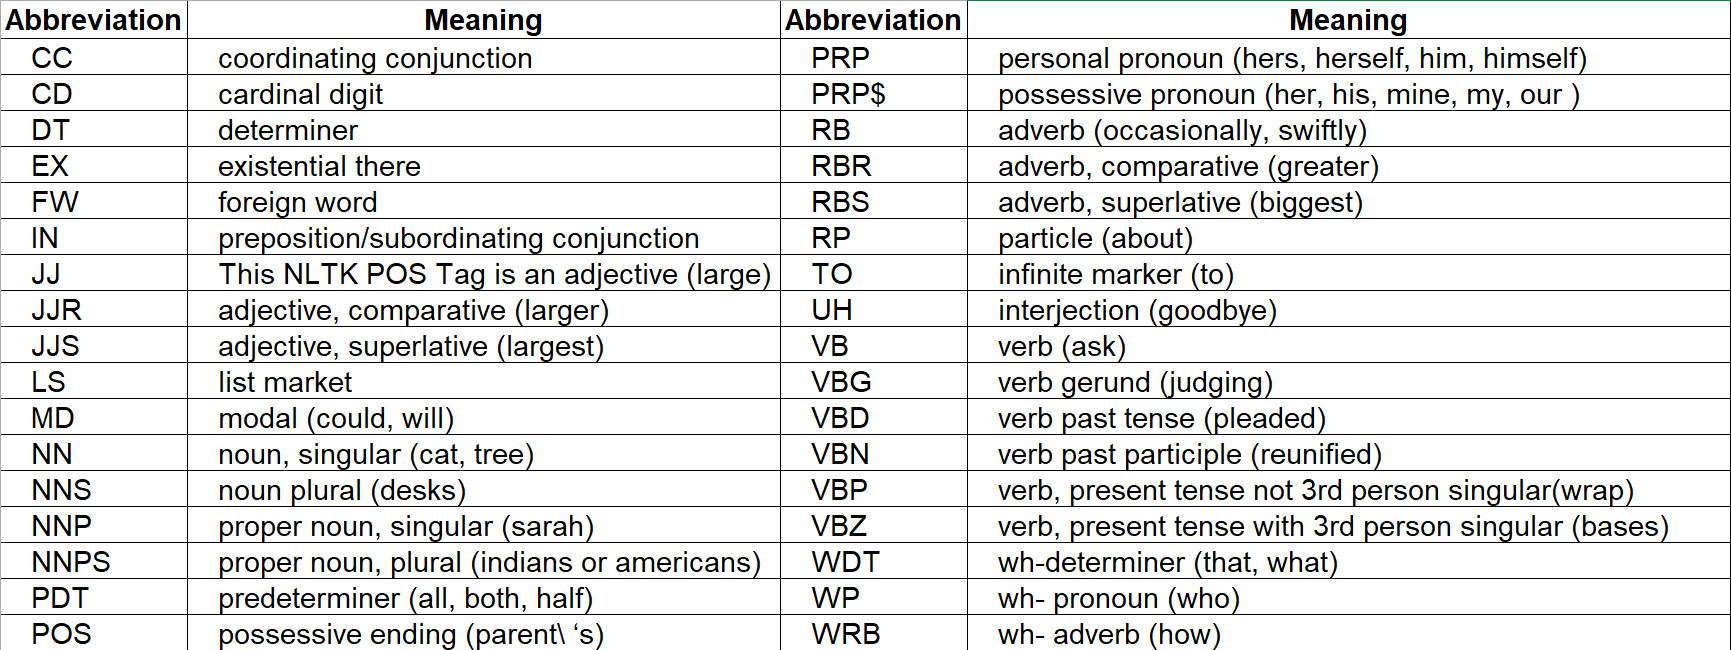 Abbreviation Meaning Abbreviation Meaning
CC coordinating conjunction PRP personal pronoun (hers, herself, him, himself)
CD cardinal digit PRP$ possessive pronoun (her, his, mine, my, our )
DT determiner RB adverb (occasionally, swiftly)
EX existential there RBR adverb, comparative (greater)
FW foreign word RBS adverb, superlative (biggest)
IN preposition/subordinating conjunction RP particle (about)
JJ This NLTK POS Tag is an adjective (large) TO infinite marker (to)
JJR adjective, comparative (larger) UH interjection (goodbye)
JJS adjective, superlative (largest) VB verb (ask)
LS list market VBG verb gerund (judging)
MD modal (could, will) VBD verb past tense (pleaded)
NN noun, singular (cat, tree) VBN verb past participle (reunified)
NNS noun plural (desks) VBP verb, present tense not 3rd person singular(wrap)
NNP proper noun, singular (sarah) VBZ verb, present tense with 3rd person singular (bases)
NNPS proper noun, plural (indians or americans) WDT wh-determiner (that, what)
PDT predeterminer (all, both, half) WP wh- pronoun (who)
POS possessive ending (parent\ ‘s) WRB wh- adverb (how)